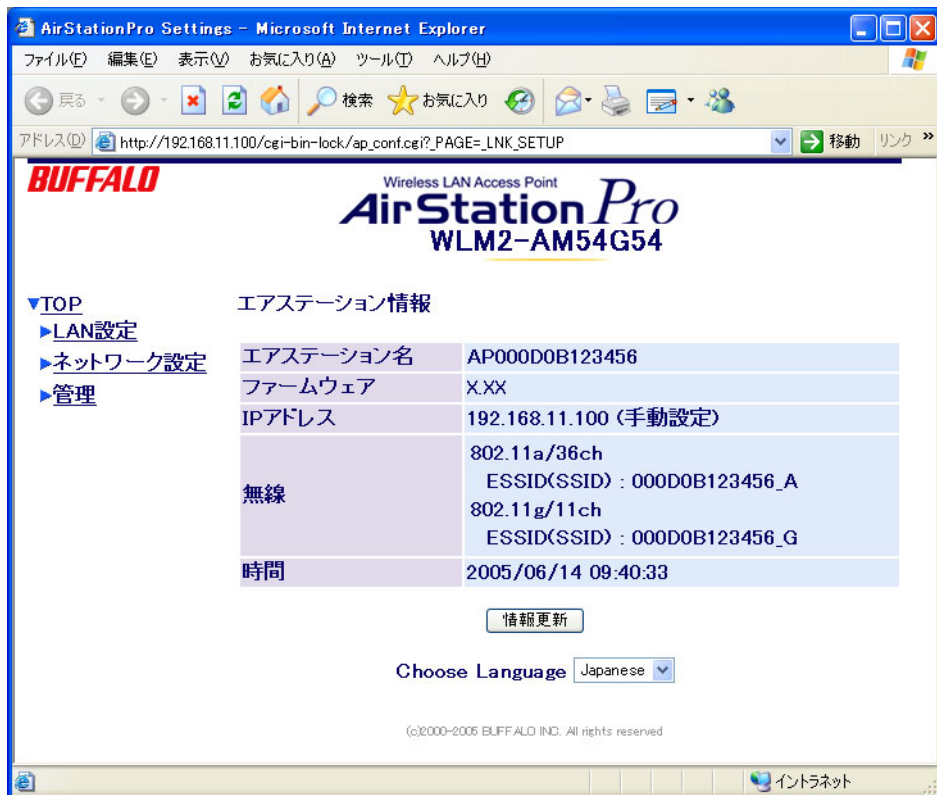 AirStationPro Settings - Microsoft Internet Explorer
ファイル(F) 編集(E) 表示(V) お気に入り(A) ツール(T) ヘルプ(H)
戻る 検索 お気に入り
アドレス(D) http://192.168.11.100/cgi-bin-lock/ap_conf.cgi?_PAGE=_LNK_SETUP 移動 リンク »
BUFFALO
Wireless LAN Access Point
AirStation Pro
WLM2-AM54G54
▼TOP
▶LAN設定
▶ネットワーク設定
▶管理
エアステーション情報
エアステーション名 AP000D0B123456
ファームウェア X.XX
IPアドレス 192.168.11.100 (手動設定)
無線 802.11a/36ch
ESSID(SSID) : 000D0B123456_A
802.11g/11ch
ESSID(SSID) : 000D0B123456_G
時間 2005/06/14 09:40:33
情報更新
Choose Language Japanese
(c)2000-2005 BUFFALO INC. All rights reserved
イントラネット